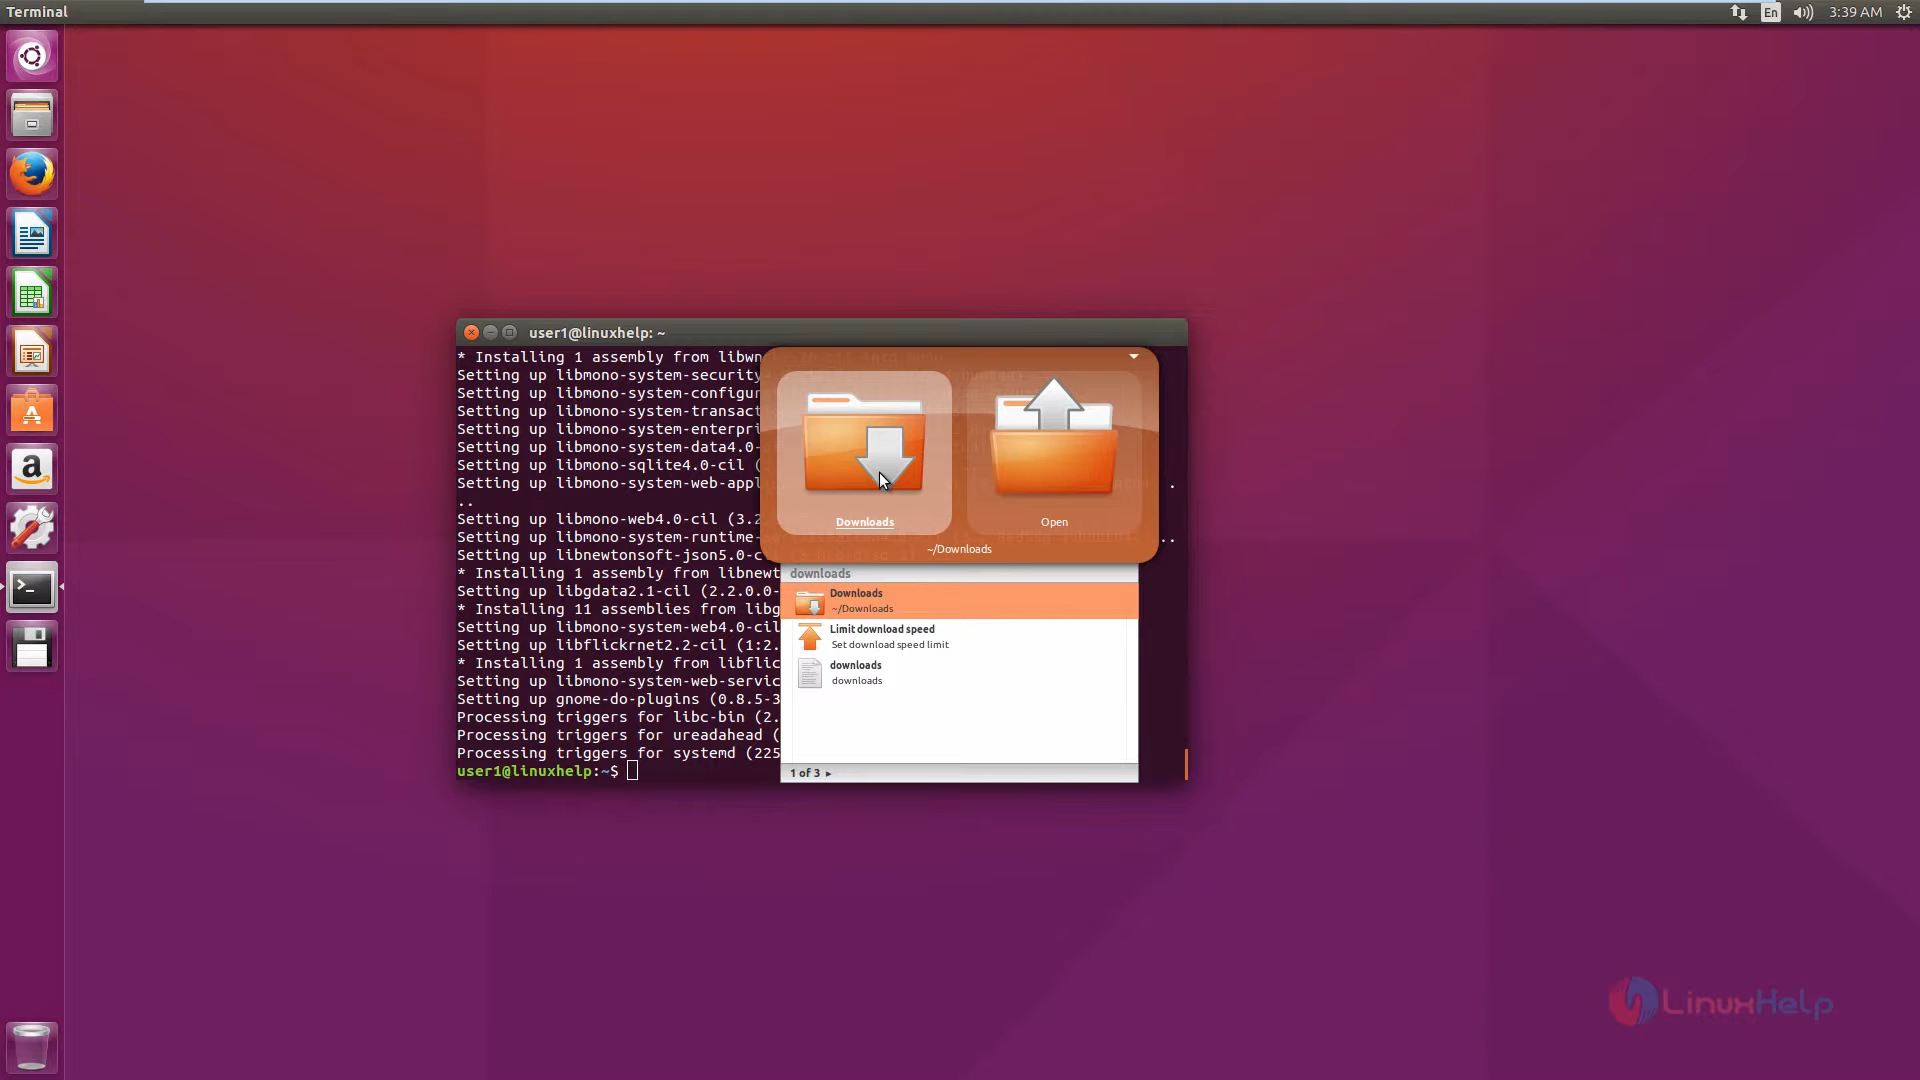 Terminal
En
3:39 AM
user1@linuxhelp: ~
* Installing 1 assembly from libwn
Setting up libmono-system-security
Setting up libmono-system-configur
Setting up libmono-system-transact
Setting up libmono-system-enterpri
Setting up libmono-system-data4.0-
Setting up libmono-sqlite4.0-cil (
Setting up libmono-system-web-appl .
..
Setting up libmono-web4.0-cil (3.2.
Setting up libmono-system-runtime- ..
Setting up libnewtonsoft-json5.0-c
* Installing 1 assembly from libnewt
Setting up libgdata2.1-cil (2.2.0.0-
* Installing 11 assemblies from libg
Setting up libmono-system-web4.0-cil
Setting up libflickrnet2.2-cil (1:2.
* Installing 1 assembly from libflic
Setting up libmono-system-web-servic
Setting up gnome-do-plugins (0.8.5-3
Processing triggers for libc-bin (2.
Processing triggers for ureadahead (
Processing triggers for systemd (225
user1@linuxhelp:~$
Downloads
Open
~/Downloads
downloads
Downloads
~/Downloads
Limit download speed
Set download speed limit
downloads
downloads
1 of 3 ▸
LinuxHelp